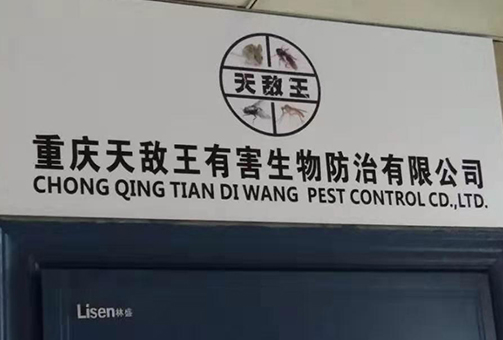 天敌王
重庆天敌王有害生物防治有限公司
CHONG QING TIAN DI WANG PEST CONTROL CD.,LTD.
Lisen林盛